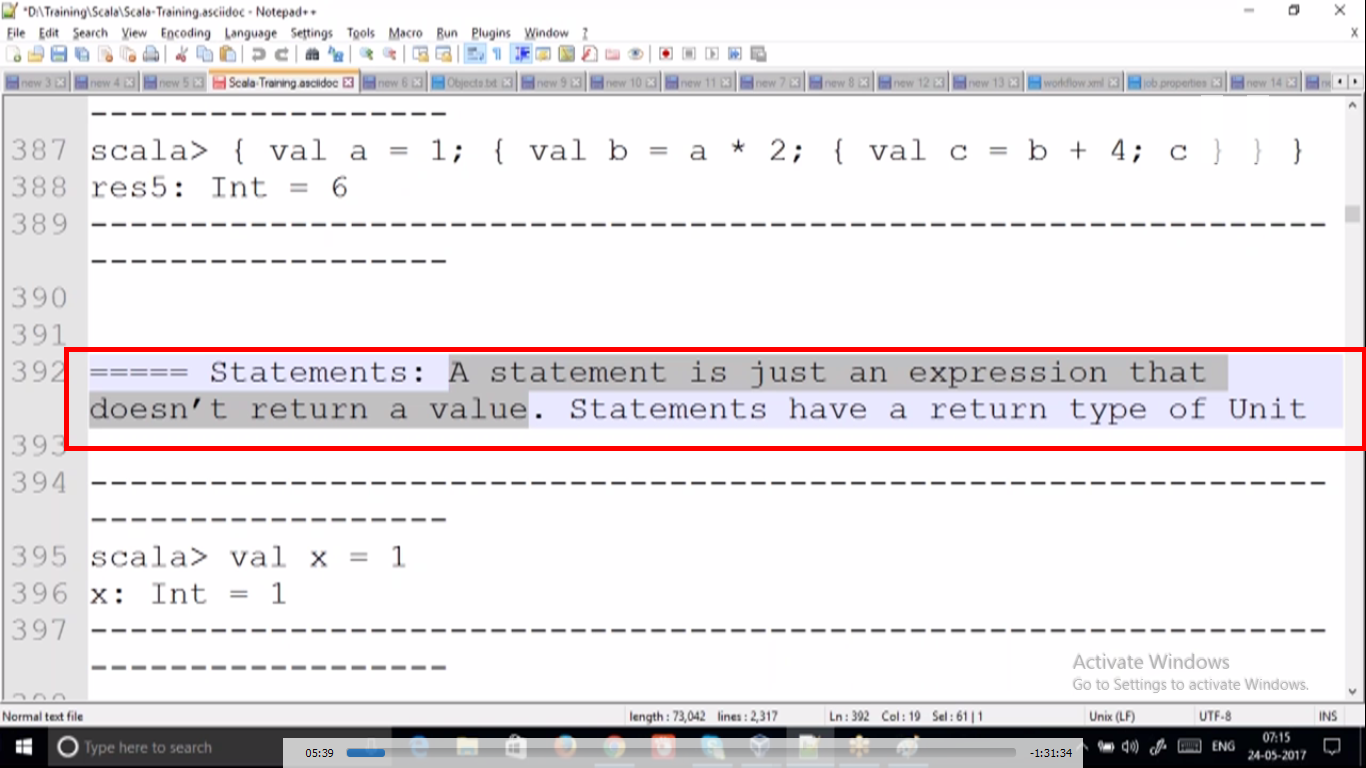 *D:\Training\Scala\Scala-Training.asciidoc - Notepad++
File Edit Search View Encoding Language Settings Tools Macro Run Plugins Window ? X
new 3 new 4 new 5 Scala-Training.asciidoc new 6 Objects.txt new 9 new 10 new 11 new 7 new 8 new 12 new 13 workflow.xml job.properties new 14
------------------
387 scala> { val a = 1; { val b = a * 2; { val c = b + 4; c } } }
388 res5: Int = 6
389 --------------------------------------------------------------
------------------
390
391
392 ===== Statements: A statement is just an expression that
doesn't return a value. Statements have a return type of Unit
393
394 --------------------------------------------------------------
------------------
395 scala> val x = 1
396 x: Int = 1
397 --------------------------------------------------------------
------------------
Activate Windows
Go to Settings to activate Windows.
Normal text file length : 73,042 lines : 2,317 Ln : 392 Col : 19 Sel : 61 | 1 Unix (LF) UTF-8 INS
Type here to search
05:39 -1:31:34
ENG
07:15
24-05-2017